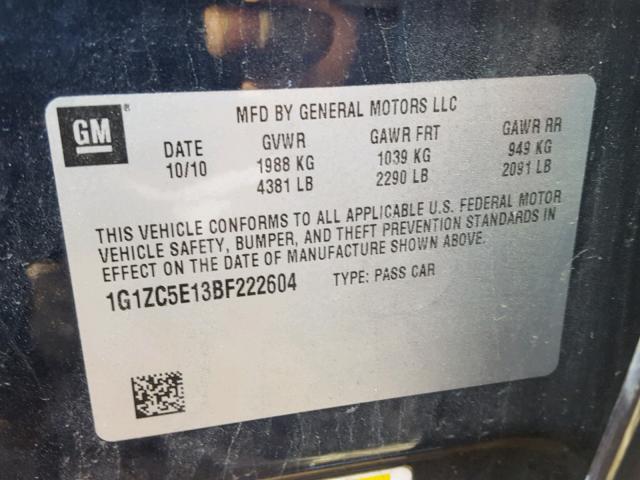 GM ®
MFD BY GENERAL MOTORS LLC
DATE GVWR GAWR FRT GAWR RR
10/10 1988 KG 1039 KG 949 KG
4381 LB 2290 LB 2091 LB
THIS VEHICLE CONFORMS TO ALL APPLICABLE U.S. FEDERAL MOTOR
VEHICLE SAFETY, BUMPER, AND THEFT PREVENTION STANDARDS IN
EFFECT ON THE DATE OF MANUFACTURE SHOWN ABOVE.
1G1ZC5E13BF222604 TYPE: PASS CAR